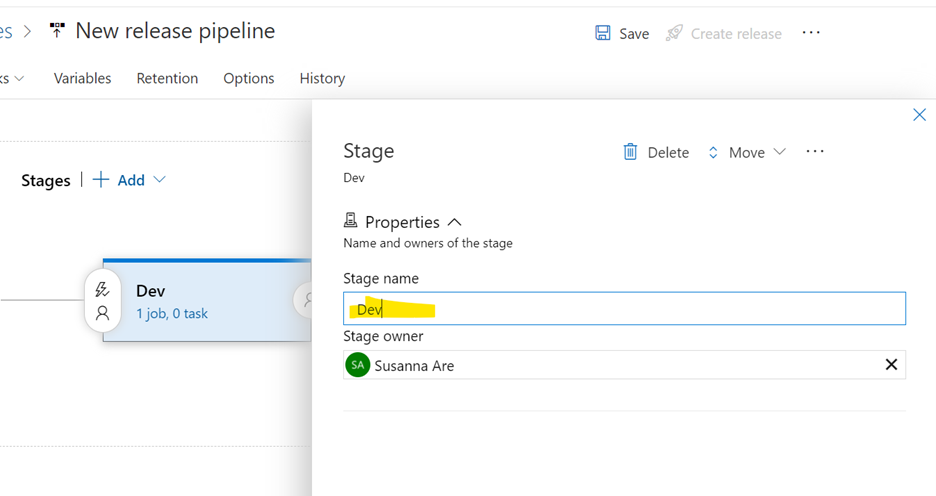 es > New release pipeline
Save Create release ...
ks Variables Retention Options History
Stages | + Add
Dev
1 job, 0 task
Stage
Delete Move ...
Dev
Properties
Name and owners of the stage
Stage name
Dev
Stage owner
SA Susanna Are